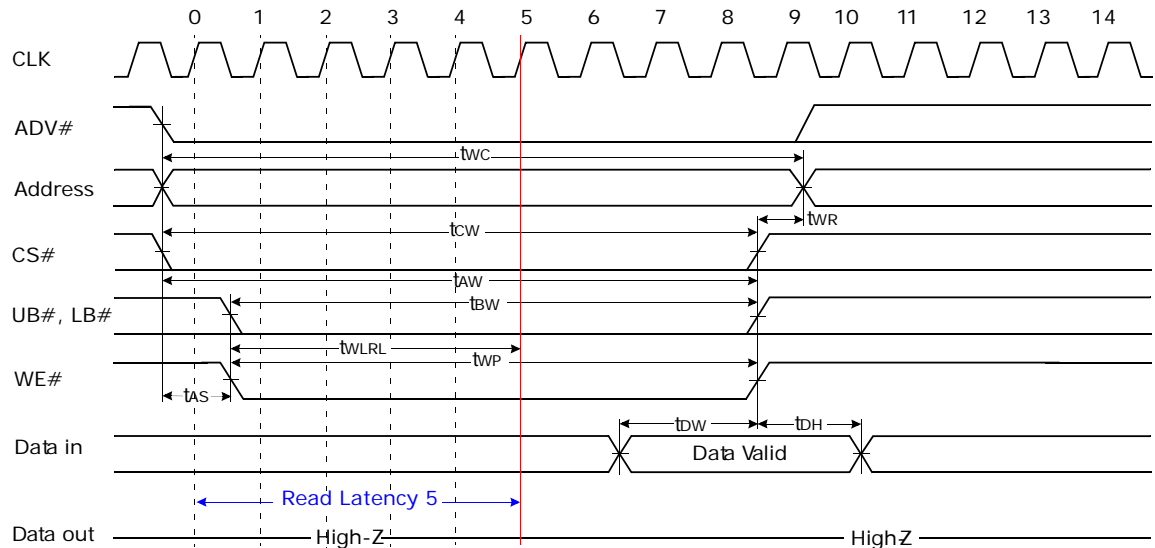 0 1 2 3 4 5 6 7 8 9 10 11 12 13 14
CLK
ADV#
tWC
Address
tWR
tCW
CS#
tAW
UB#, LB#
tBW
tWLRL
tWP
WE#
tAS
tDW
tDH
Data in
Data Valid
Read Latency 5
Data out
High-Z
High-Z